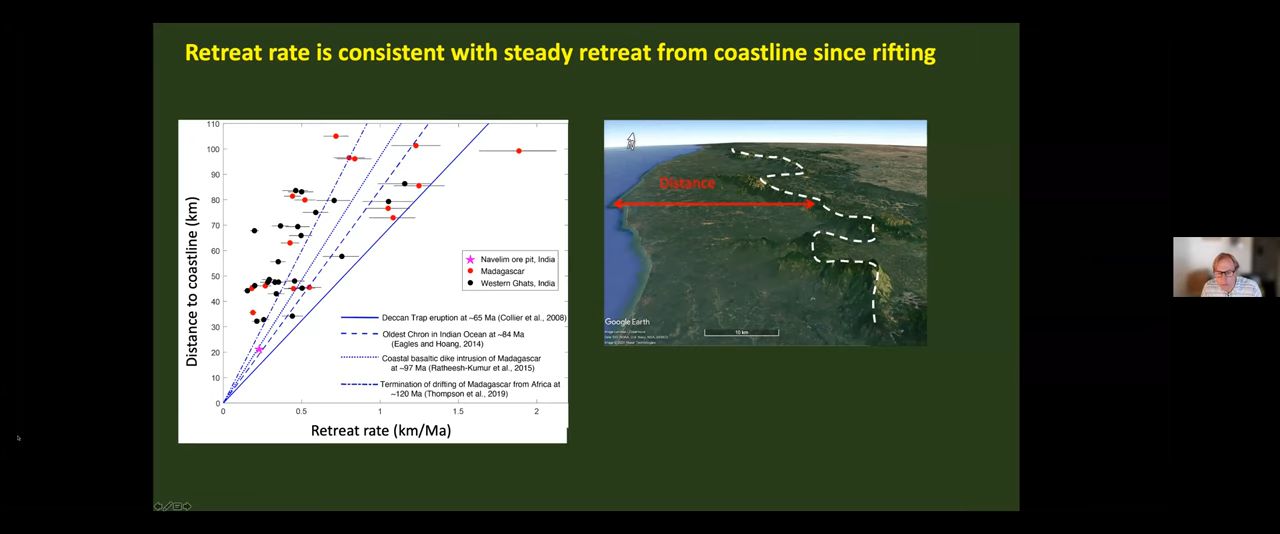 Retreat rate is consistent with steady retreat from coastline since rifting
110
100
90
80
70
60
50
40
30
20
10
0
Distance to coastline (km)
Navelim ore pit, India
Madagascar
Western Ghats, India
Deccan Trap eruption at ~65 Ma (Collier et al., 2008)
Oldest Chron in Indian Ocean at ~84 Ma
(Eagles and Hoang, 2014)
Coastal basaltic dike intrusion of Madagascar
at ~97 Ma (Ratheesh-Kumur et al., 2015)
Termination of drifting of Madagascar from Africa at
~120 Ma (Thompson et al., 2019)
0 0.5 1 1.5 2
Retreat rate (km/Ma)
Distance
Google Earth
10 km